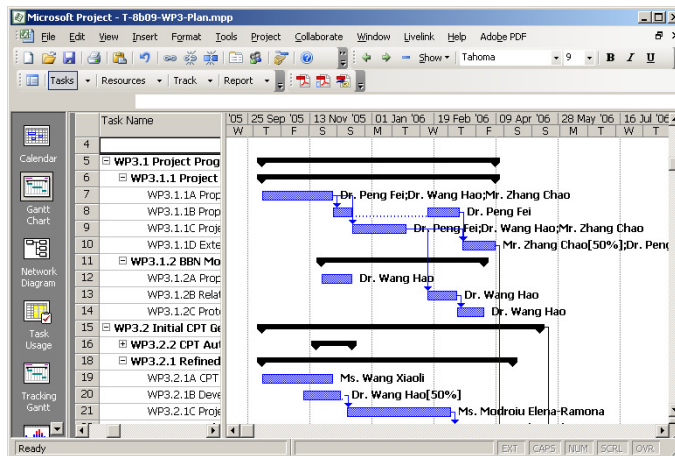 Microsoft Project - T-8b09-WP3-Plan.mpp
File Edit View Insert Format Tools Project Collaborate Window Livelink Help Adobe PDF
Show Tahoma 9 B I U
Tasks Resources Track Report
Task Name '05 25 Sep '05 13 Nov '05 01 Jan '06 19 Feb '06 09 Apr '06 28 May '06 16 Jul '06
W T F S S M T W T F S S M T W T
4
Calendar
5 WP3.1 Project Prog
6 WP3.1.1 Project
7 WP3.1.1A Prop Dr. Peng Fei;Dr. Wang Hao;Mr. Zhang Chao
Gantt Chart
8 WP3.1.1B Prop Dr. Peng Fei
9 WP3.1.1C Proje Dr. Peng Fei;Dr. Wang Hao;Mr. Zhang Chao
10 WP3.1.1D Exte Mr. Zhang Chao[50%];Dr. Peng
Network Diagram
11 WP3.1.2 BBN Mo
12 WP3.1.2A Prop Dr. Wang Hao
13 WP3.1.2B Relat Dr. Wang Hao
14 WP3.1.2C Prot Dr. Wang Hao
Task Usage
15 WP3.2 Initial CPT Ge
16 WP3.2.2 CPT Aut
18 WP3.2.1 Refined
19 WP3.2.1A CPT Ms. Wang Xiaoli
Tracking Gantt
20 WP3.2.1B Deve Dr. Wang Hao[50%]
21 WP3.2.1C Proje Ms. Modroiu Elena-Ramona
Ready EXT CAPS NUM SCRL OVR